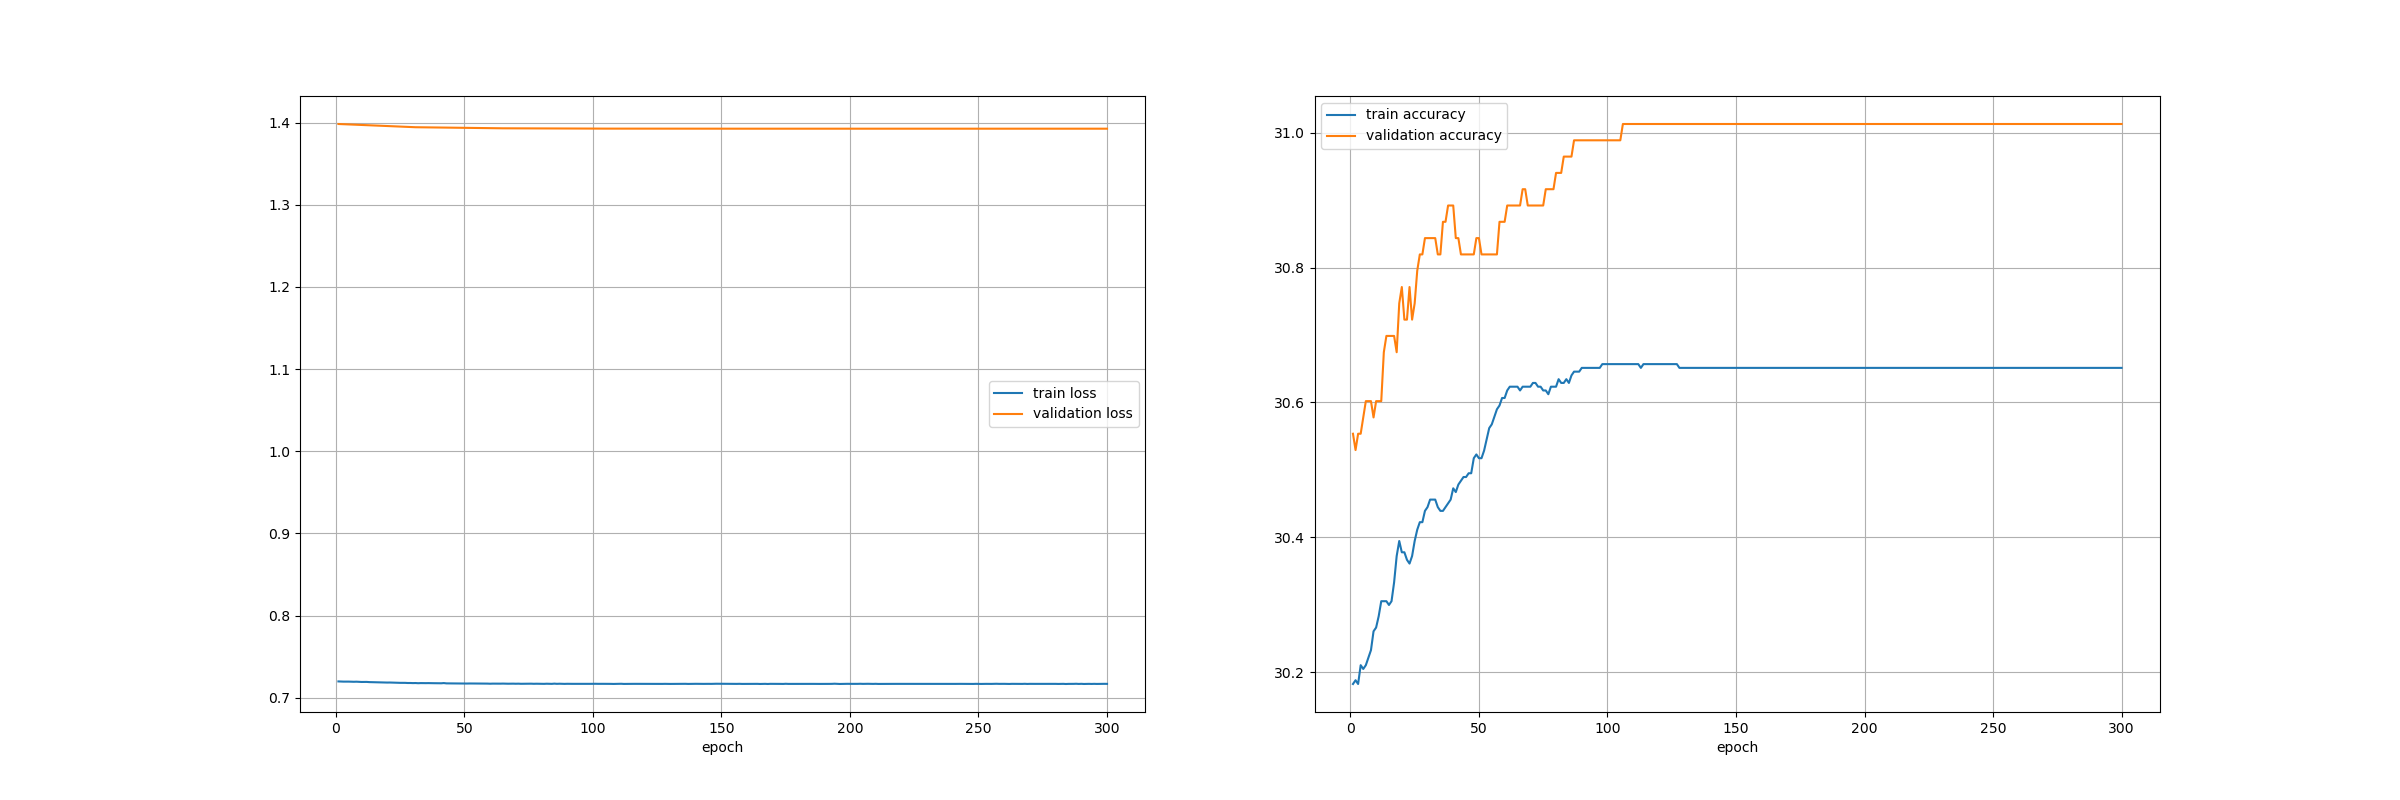 1.4
1.3
1.2
1.1
1.0
0.9
0.8
0.7
train loss
validation loss
0 50 100 150 200 250 300
epoch
train accuracy
validation accuracy
31.0
30.8
30.6
30.4
30.2
0 50 100 150 200 250 300
epoch